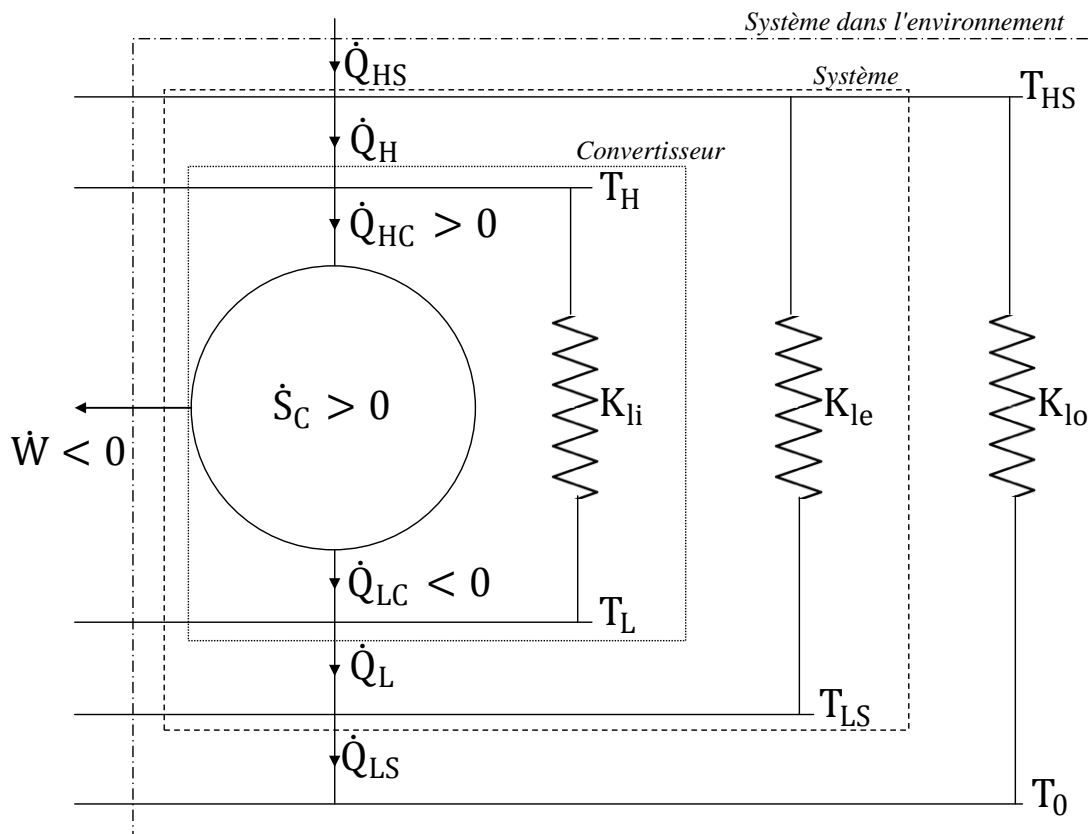 Système dans l'environnement
Q̇HS
Système
THS
Q̇H
Convertisseur
TH
Q̇HC > 0
ṠC > 0
Kli
Kle
Klo
Ẇ < 0
Q̇LC < 0
TL
Q̇L
TLS
Q̇LS
T0